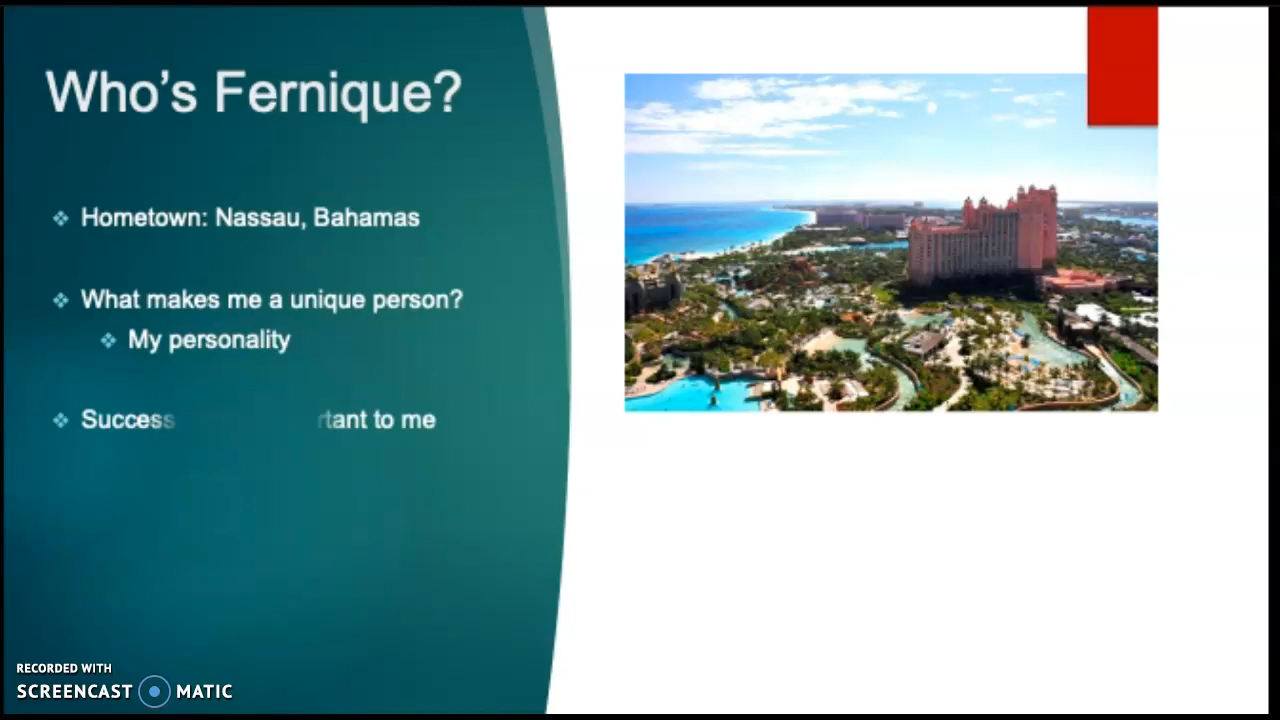 Who's Fernique?
Hometown: Nassau, Bahamas
What makes me a unique person?
My personality
Success to me
RECORDED WITH
SCREENCAST MATIC